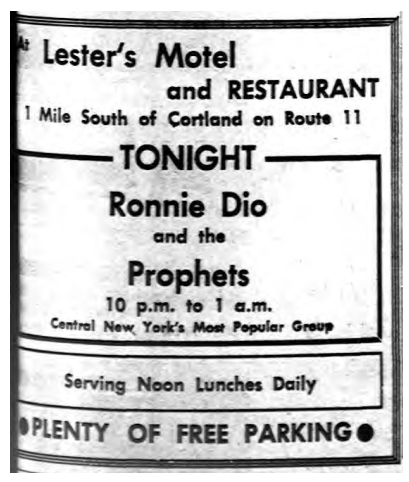 At Lester's Motel
and RESTAURANT
1 Mile South of Cortland on Route 11
TONIGHT
Ronnie Dio
and the
Prophets
10 p.m. to 1 a.m.
Central New York's Most Popular Group
Serving Noon Lunches Daily
●PLENTY OF FREE PARKING●